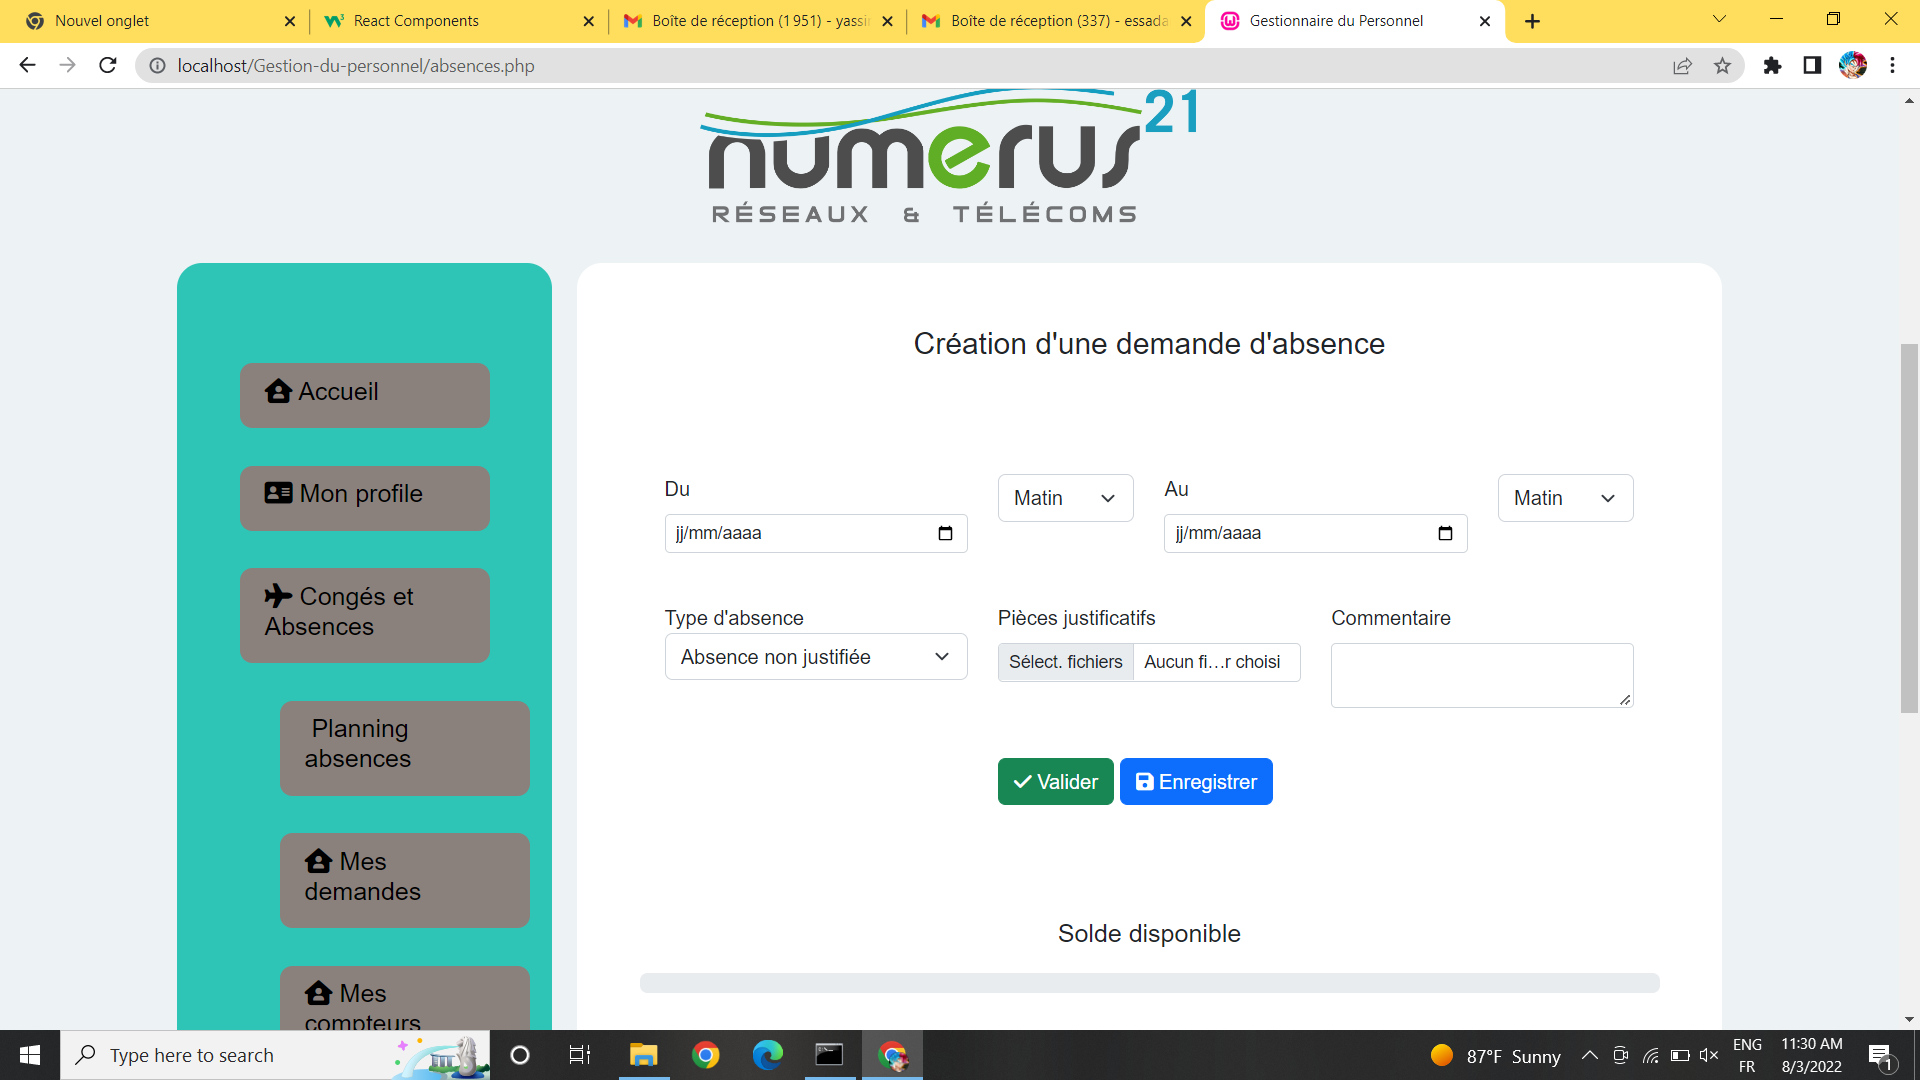 Nouvel onglet
React Components
Boîte de réception (1 951) - yassin
Boîte de réception (337) - essada
Gestionnaire du Personnel
localhost/Gestion-du-personnel/absences.php
numerus 21
RÉSEAUX & TÉLÉCOMS
Accueil
Mon profile
Congés et
Absences
Planning
absences
Mes
demandes
Mes
compteurs
Création d'une demande d'absence
Du
Matin
Au
Matin
jj/mm/aaaa
jj/mm/aaaa
Type d'absence
Pièces justificatifs
Commentaire
Absence non justifiée
Sélect. fichiers
Aucun fi...r choisi
Valider
Enregistrer
Solde disponible
Type here to search
87°F Sunny
ENG
FR
11:30 AM
8/3/2022
1